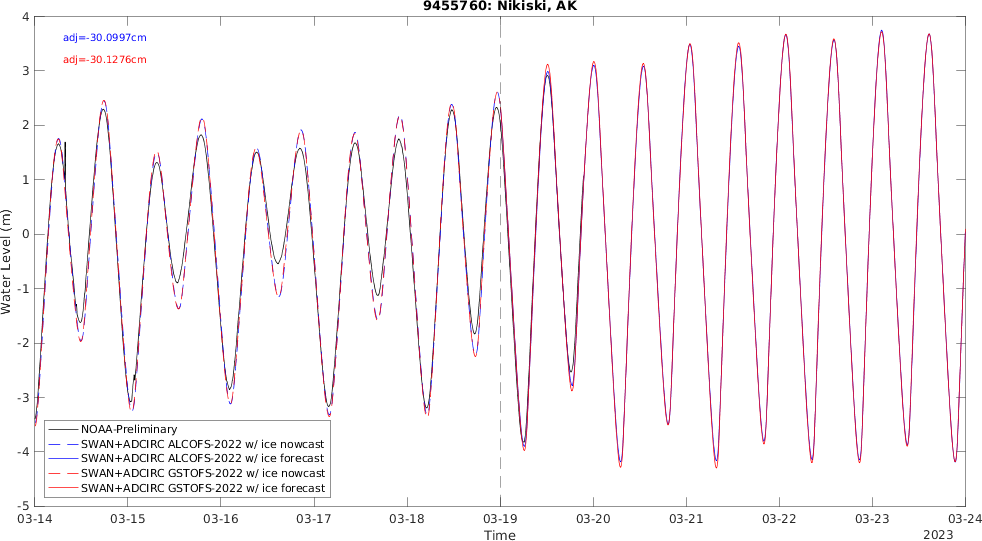 9455760: Nikiski, AK
adj=-30.0997cm
adj=-30.1276cm
4
3
2
1
0
-1
-2
-3
-4
-5
Water Level (m)
NOAA-Preliminary
SWAN+ADCIRC ALCOFS-2022 w/ ice nowcast
SWAN+ADCIRC ALCOFS-2022 w/ ice forecast
SWAN+ADCIRC GSTOFS-2022 w/ ice nowcast
SWAN+ADCIRC GSTOFS-2022 w/ ice forecast
03-14 03-15 03-16 03-17 03-18 03-19 03-20 03-21 03-22 03-23 03-24
Time
2023